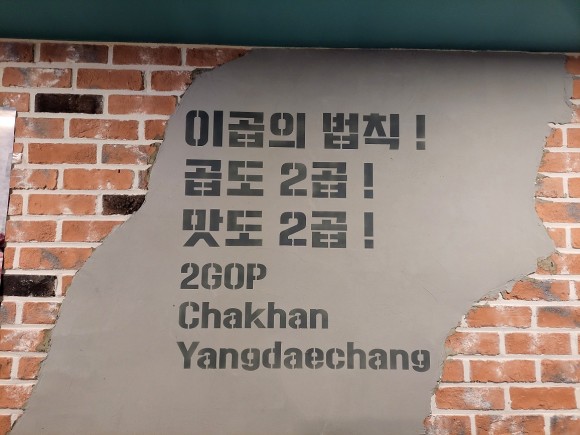 이곱의 법칙!
곱도 2곱!
맛도 2곱!
2GOP
Chakhan
Yangdaechang